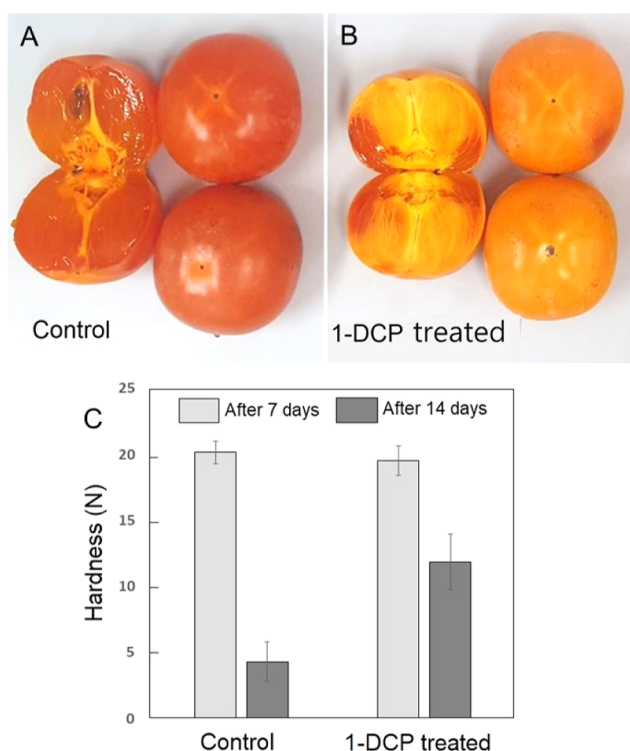 A
B
Control
1-DCP treated
C
After 7 days
After 14 days
Hardness (N)
25
20
15
10
5
0
Control
1-DCP treated